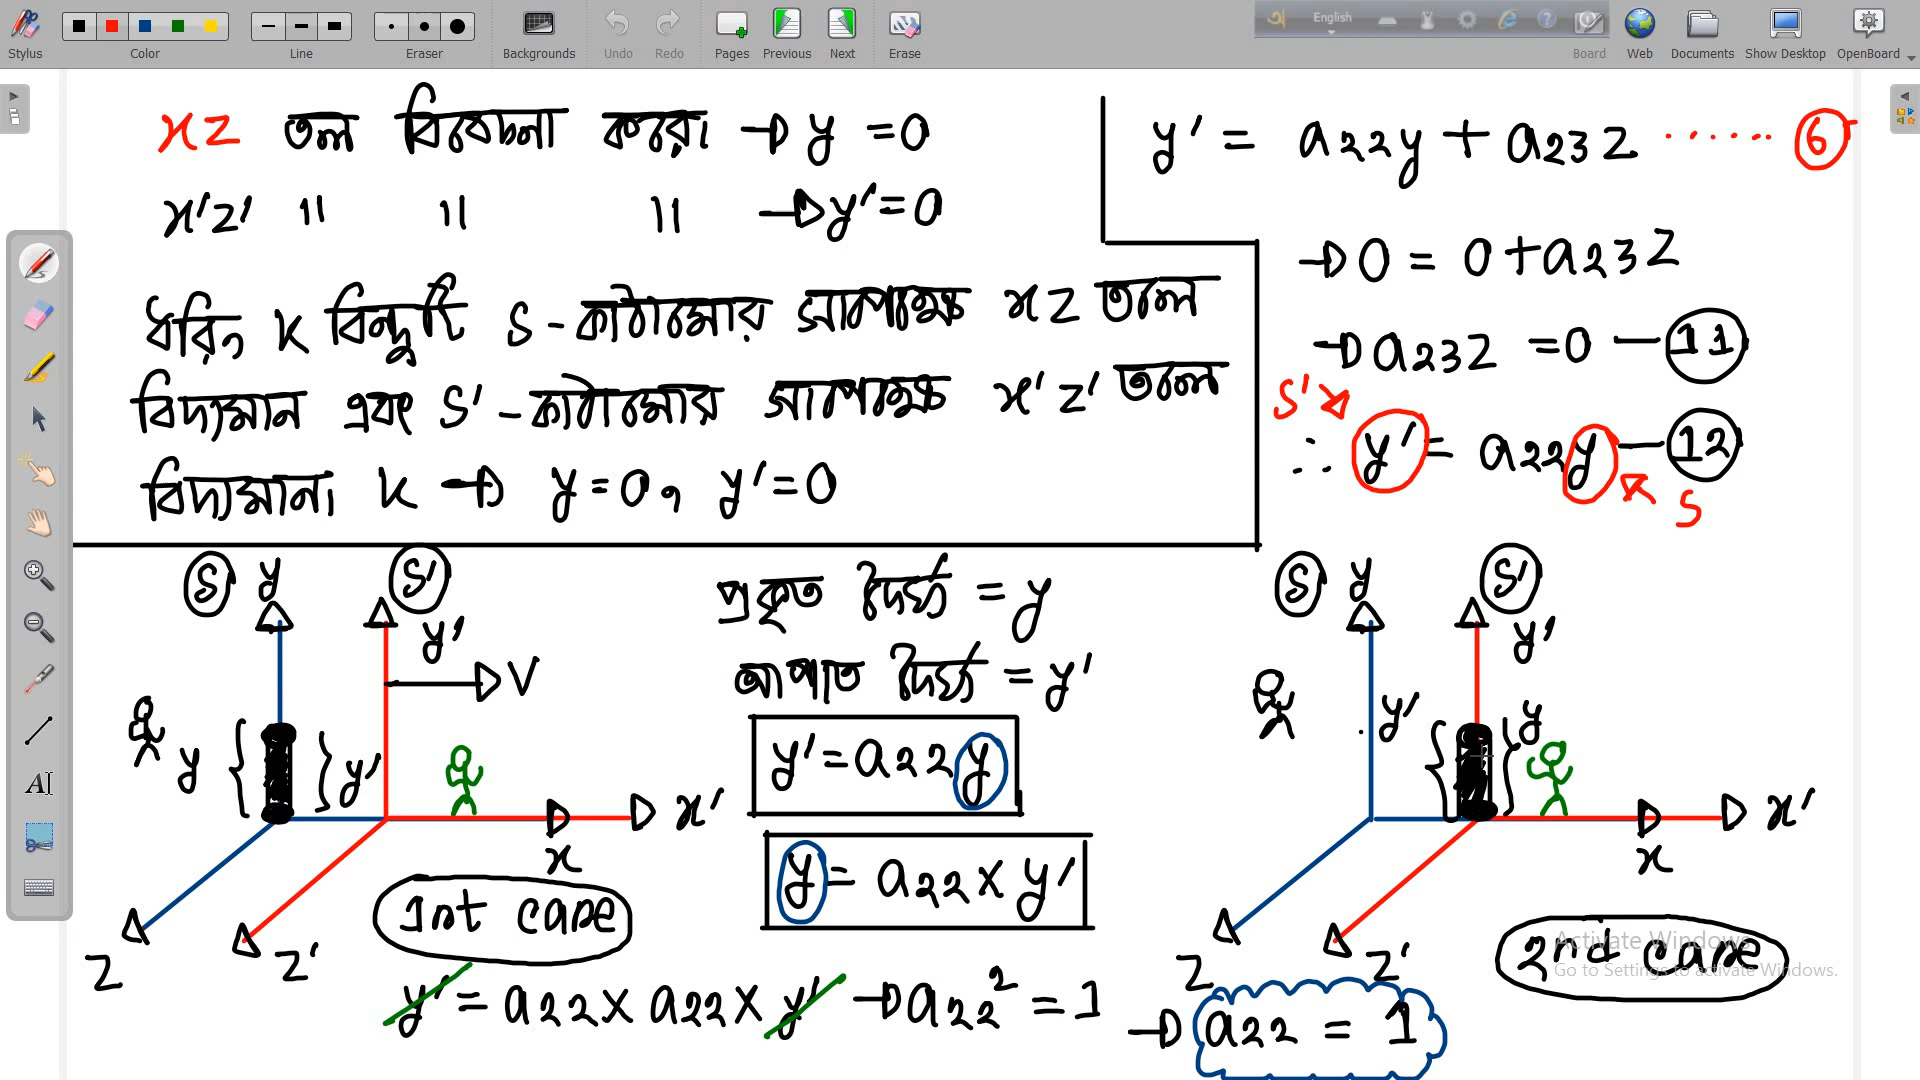 Stylus Color Line Eraser Backgrounds Undo Redo Pages Previous Next Erase
English
Board Web Documents Show Desktop OpenBoard
xz তল বিবেচনা করে। → y = 0
x'z' " " " → y' = 0
ধরি, K বিন্দুটি S-কাঠামোর সাপেক্ষে xz তলে
বিদ্যমান এবং S'-কাঠামোর সাপেক্ষে x'z' তলে
বিদ্যমান। K → y = 0, y' = 0
y' = a22y + a23z ...... 6
→ 0 = 0 + a23z
→ a23z = 0 — 11
S'
∴ y' = a22y — 12
S
S y S' y' V
y y'
x' x
z z'
1st case
প্রকৃত দৈর্ঘ্য = y
আপাত দৈর্ঘ্য = y'
y' = a22 y
y = a22 x y'
S y S' y'
y' y
x' x
z z'
2nd case
y' = a22 x a22 x y' → a22² = 1
→ a22 = 1
Activate Windows
Go to Settings to activate Windows.
AI